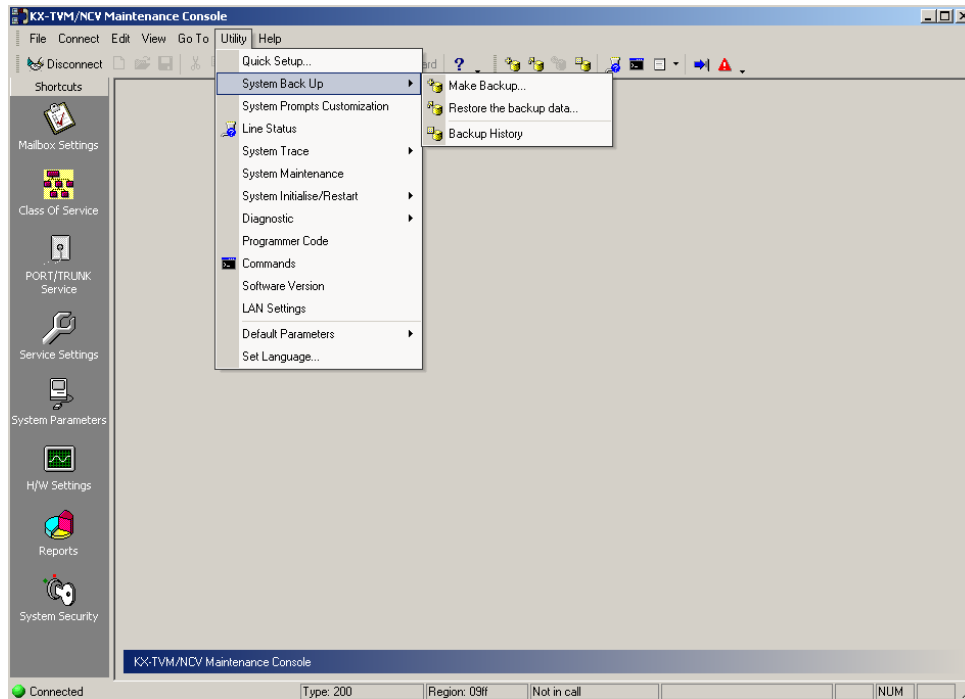 KX-TVM/NCV Maintenance Console
File Connect Edit View Go To Utility Help
Disconnect
Shortcuts
Mailbox Settings
Class Of Service
PORT/TRUNK
Service
Service Settings
System Parameters
H/W Settings
Reports
System Security
Quick Setup...
System Back Up
System Prompts Customization
Line Status
System Trace
System Maintenance
System Initialise/Restart
Diagnostic
Programmer Code
Commands
Software Version
LAN Settings
Default Parameters
Set Language...
Make Backup...
Restore the backup data...
Backup History
KX-TVM/NCV Maintenance Console
Connected
Type: 200
Region: 09ff
Not in call
NUM